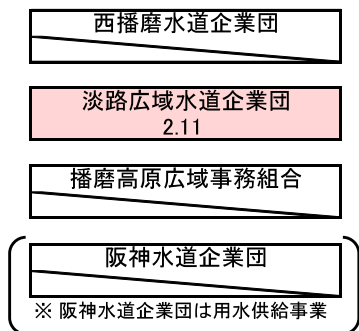 西播磨水道企業団
淡路広域水道企業団
2.11
播磨高原広域事務組合
阪神水道企業団
※ 阪神水道企業団は用水供給事業